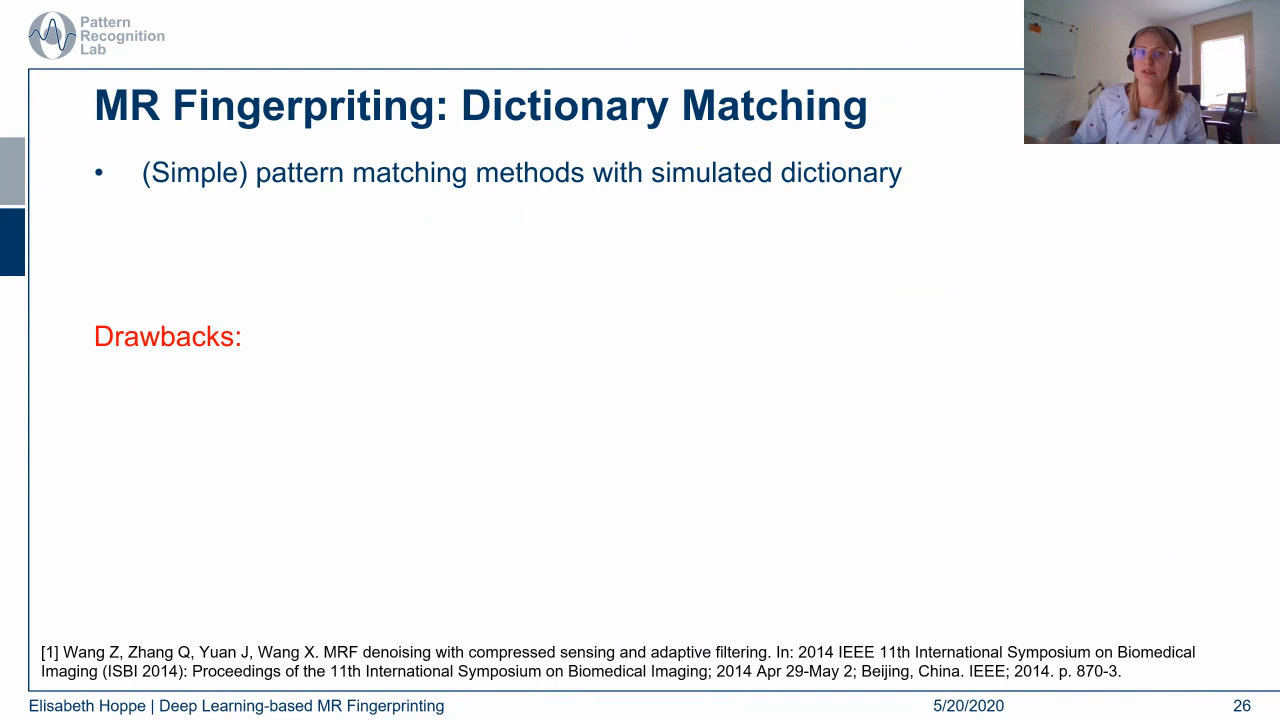 Pattern
Recognition
Lab
MR Fingerpriting: Dictionary Matching
• (Simple) pattern matching methods with simulated dictionary
Drawbacks:
[1] Wang Z, Zhang Q, Yuan J, Wang X. MRF denoising with compressed sensing and adaptive filtering. In: 2014 IEEE 11th International Symposium on Biomedical
Imaging (ISBI 2014): Proceedings of the 11th International Symposium on Biomedical Imaging; 2014 Apr 29-May 2; Beijing, China. IEEE; 2014. p. 870-3.
Elisabeth Hoppe | Deep Learning-based MR Fingerprinting 5/20/2020 26